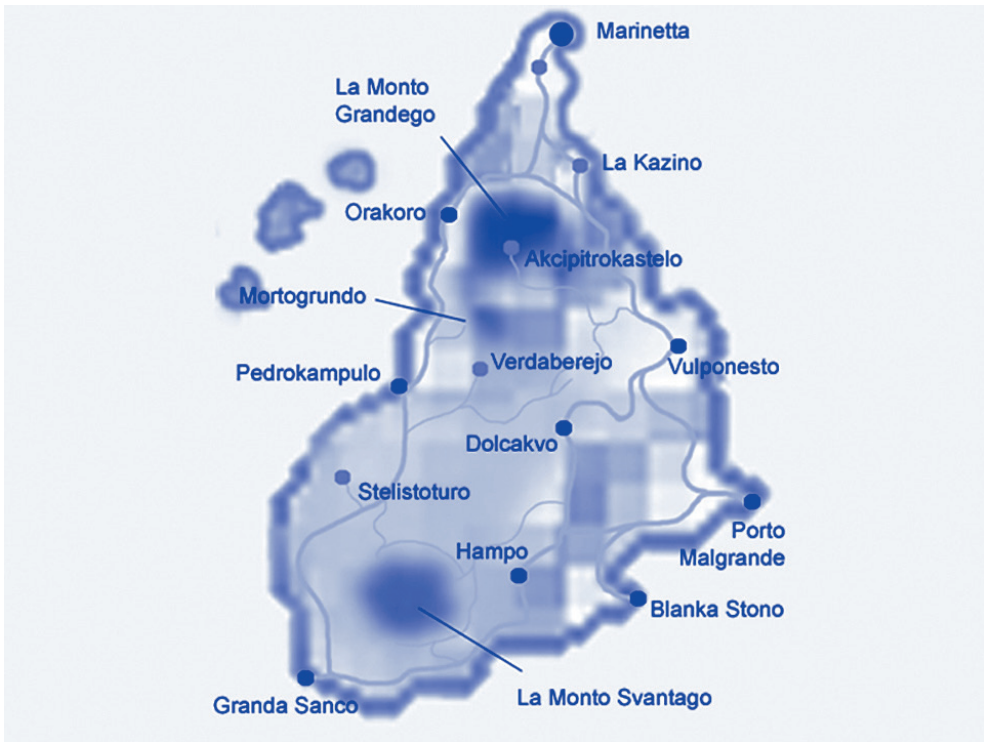 Marinetta
La Monto
Grandego
La Kazino
Orakoro
Akcipitrokastelo
Mortogrundo
Verdaberejo
Vulponesto
Pedrokampulo
Dolcakvo
Stelistoturo
Porto
Malgrande
Hampo
Blanka Stono
La Monto Svantago
Granda Sanco